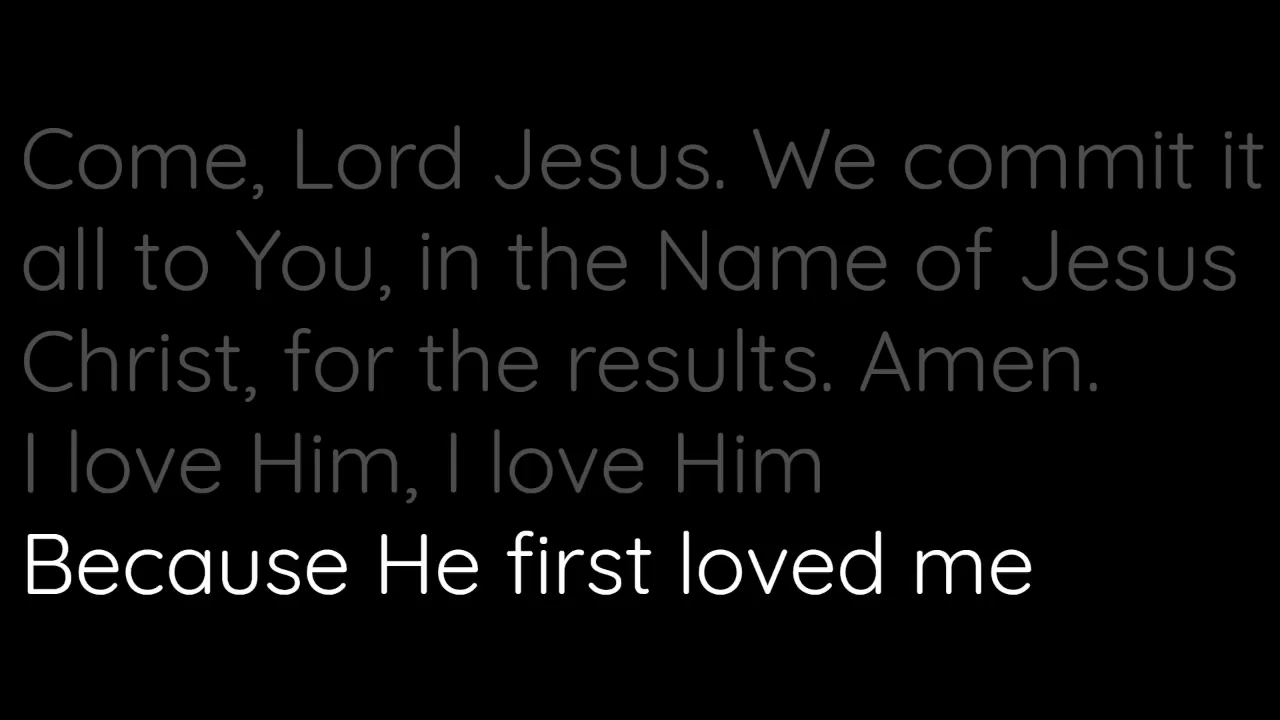 Come, Lord Jesus. We commit it
all to You, in the Name of Jesus
Christ, for the results. Amen.
I love Him, I love Him
Because He first loved me